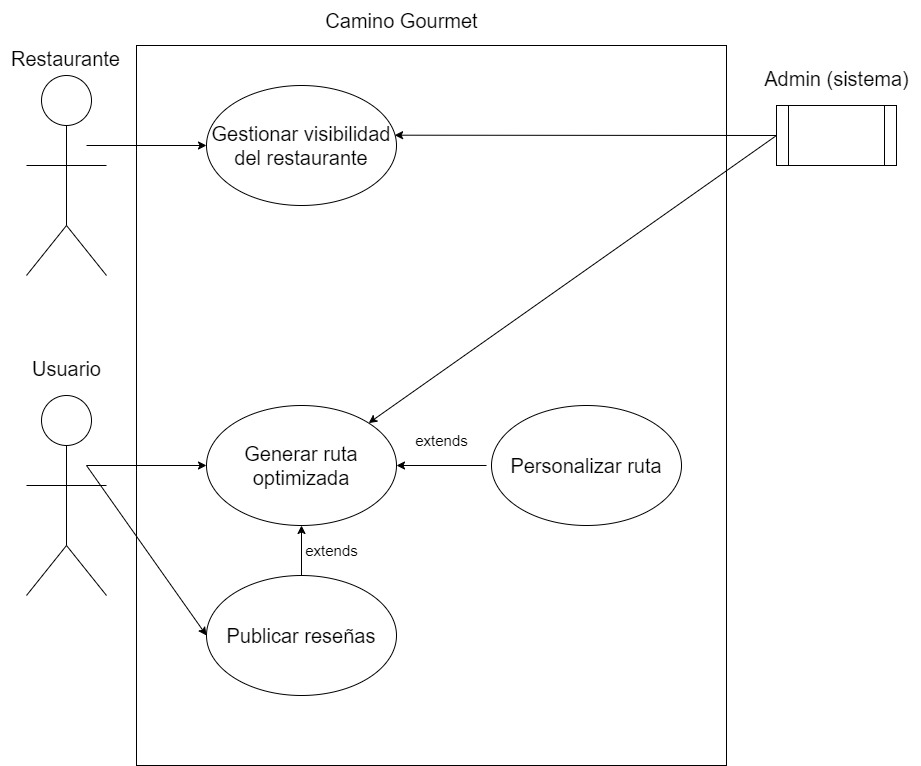 Camino Gourmet
Restaurante
Admin (sistema)
Gestionar visibilidad
del restaurante
Usuario
Generar ruta
optimizada
extends
Personalizar ruta
extends
Publicar reseñas